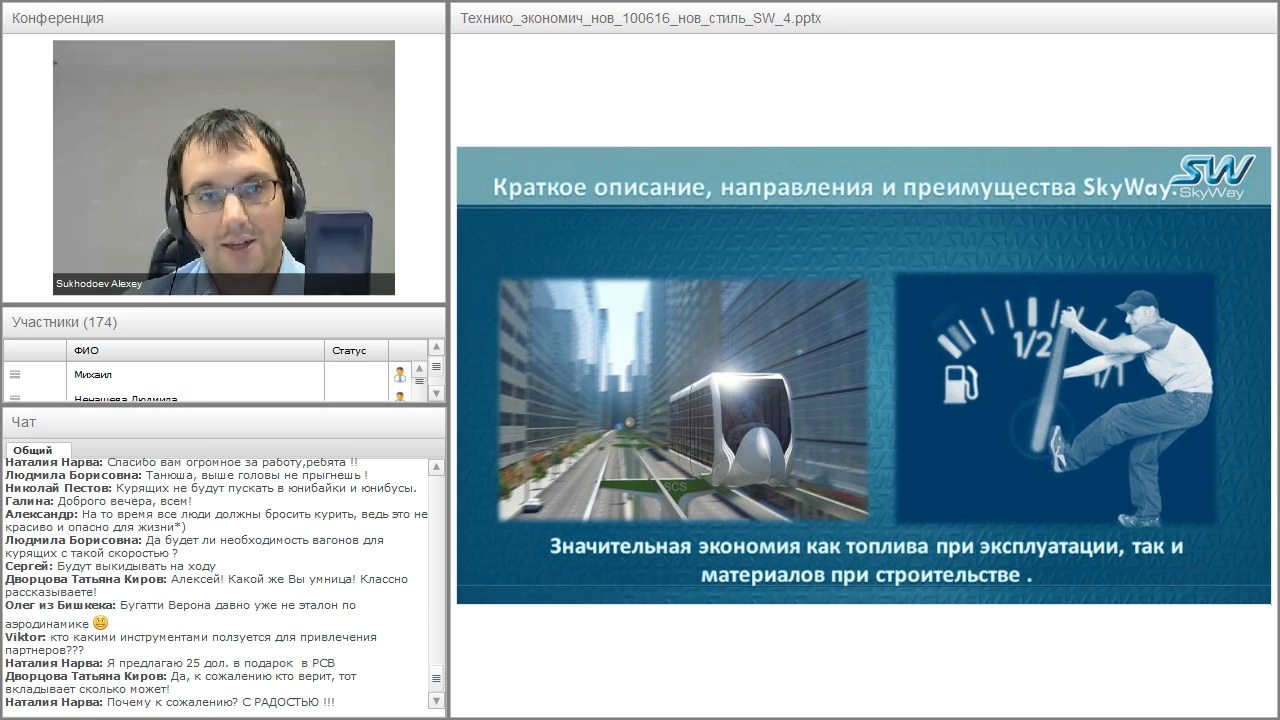 Конференция
Sukhodoev Alexey
Участники (174)
ФИО
Статус
Михаил
Ненашева Людмила
Чат
Общий
Наталия Нарва: Спасибо вам огромное за работу,ребята !!
Людмила Борисовна: Танюша, выше головы не прыгнешь !
Николай Пестов: Курящих не будут пускать в юнибайки и юнибусы.
Галина: Доброго вечера, всем!
Александр: На то время все люди должны бросить курить, ведь это не
красиво и опасно для жизни*)
Людмила Борисовна: Да будет ли необходимость вагонов для
курящих с такой скоростью ?
Сергей: Будут выкидывать на ходу
Дворцова Татьяна Киров: Алексей! Какой же Вы умница! Классно
рассказываете!
Олег из Бишкека: Бугатти Верона давно уже не эталон по
аэродинамике
Viktor: кто какими инструментами ползуется для привлечения
партнеров???
Наталия Нарва: Я предлагаю 25 дол. в подарок в РСВ
Дворцова Татьяна Киров: Да, к сожалению кто верит, тот
вкладывает сколько может!
Наталия Нарва: Почему к сожалению? С РАДОСТЬЮ !!!
Технико_экономич_нов_100616_нов_стиль_SW_4.pptx
Краткое описание, направления и преимущества SkyWay.
SW
SkyWay
SCS
1/2
1/1
Значительная экономия как топлива при эксплуатации, так и
материалов при строительстве .